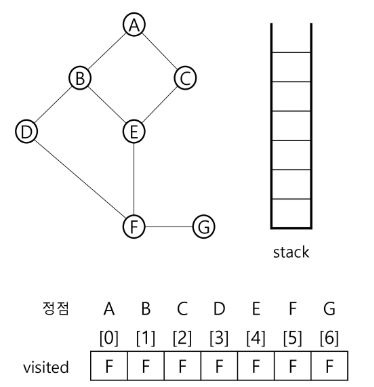 A
B
C
D
E
F
G
stack
정점 A B C D E F G
[0] [1] [2] [3] [4] [5] [6]
visited F F F F F F F